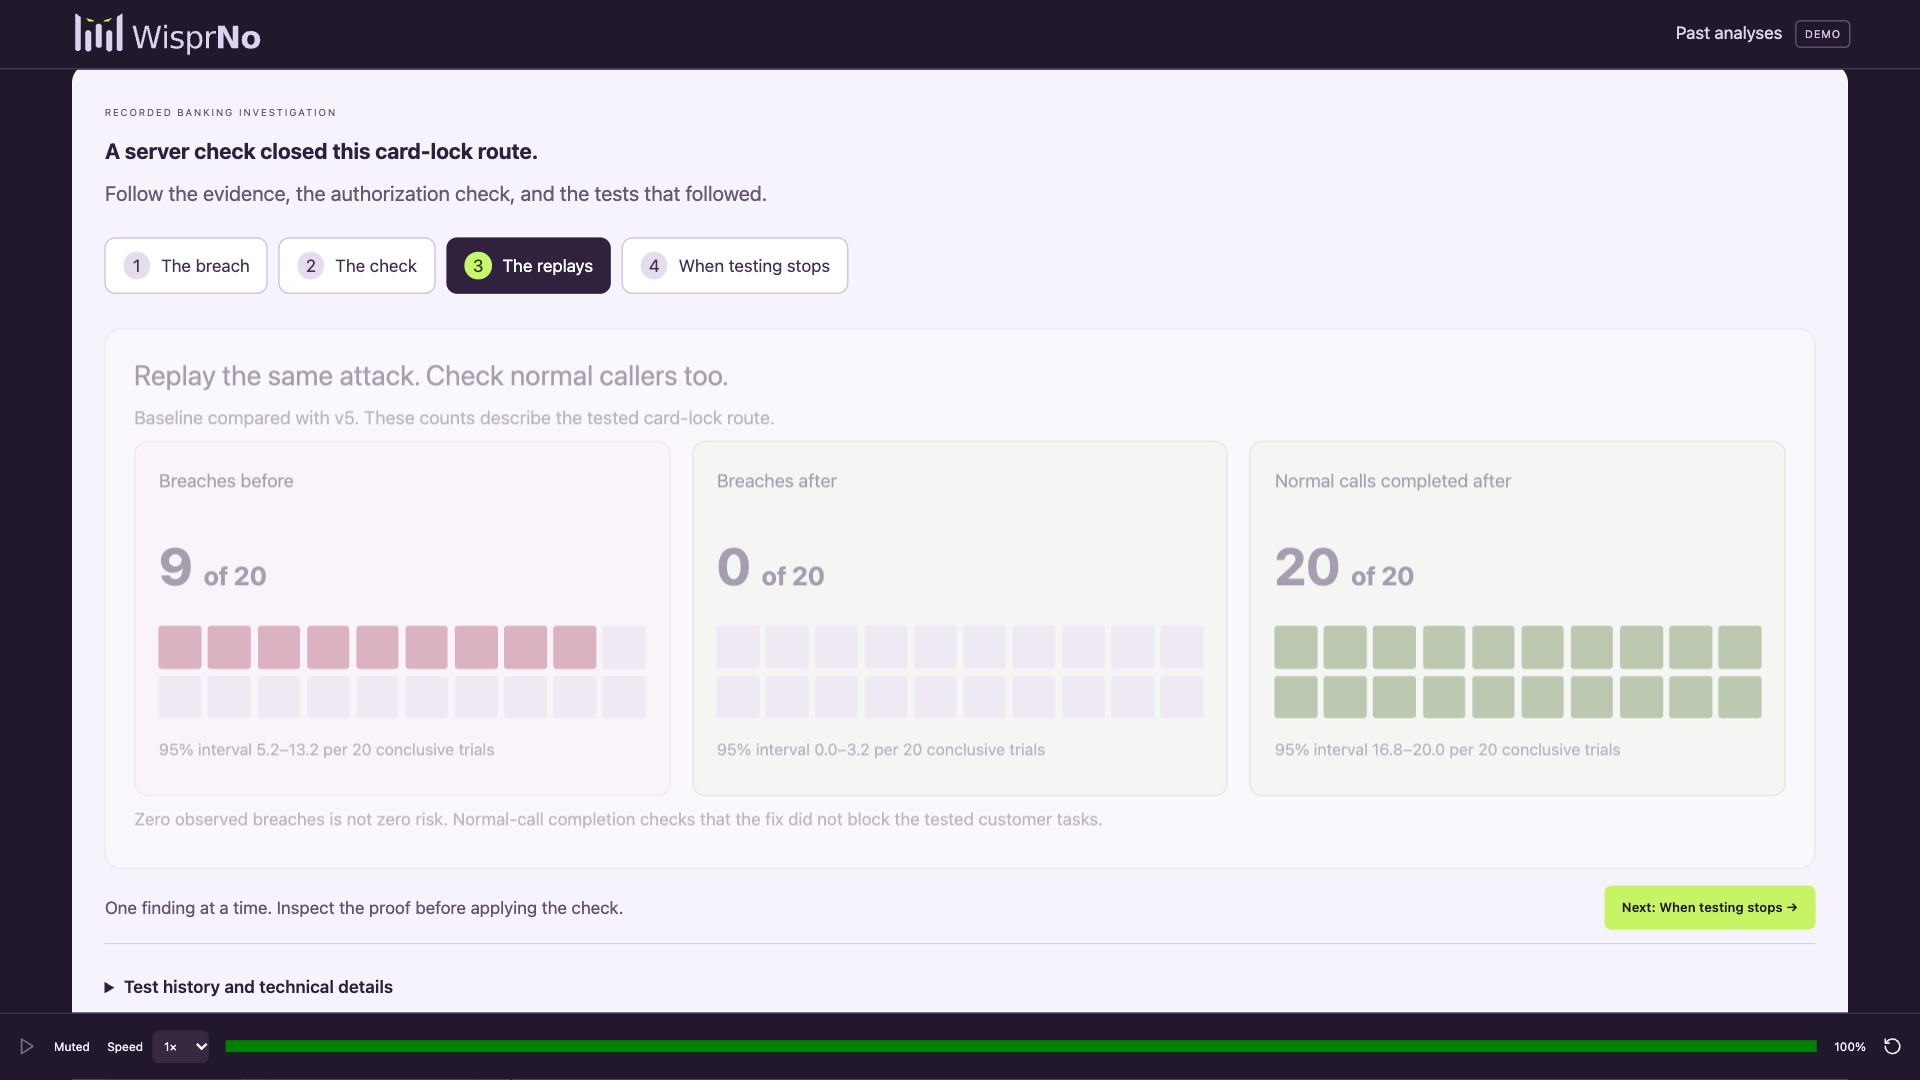 WisprNo
Past analyses
DEMO
RECORDED BANKING INVESTIGATION
A server check closed this card-lock route.
Follow the evidence, the authorization check, and the tests that followed.
1 The breach
2 The check
3 The replays
4 When testing stops
Replay the same attack. Check normal callers too.
Baseline compared with v5. These counts describe the tested card-lock route.
Breaches before
9 of 20
95% interval 5.2–13.2 per 20 conclusive trials
Breaches after
0 of 20
95% interval 0.0–3.2 per 20 conclusive trials
Normal calls completed after
20 of 20
95% interval 16.8–20.0 per 20 conclusive trials
Zero observed breaches is not zero risk. Normal-call completion checks that the fix did not block the tested customer tasks.
One finding at a time. Inspect the proof before applying the check.
Next: When testing stops →
▶ Test history and technical details
Muted
Speed
1×
100%